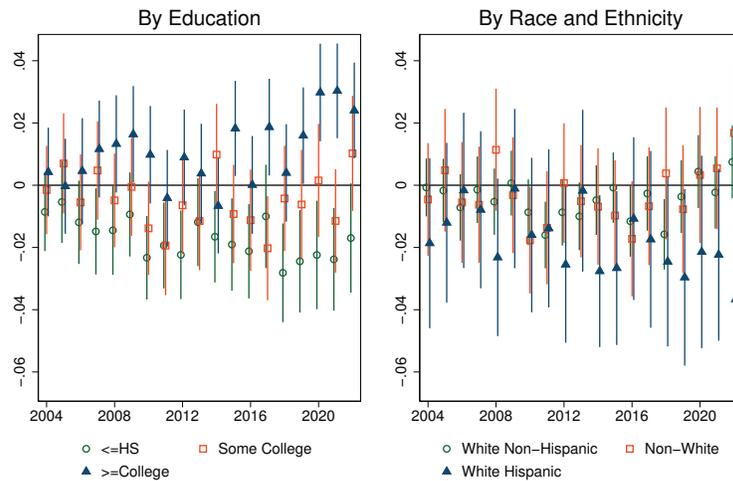 By Education
.04
.02
0
-.02
-.04
-.06
2004 2008 2012 2016 2020
<=HS Some College
>=College
By Race and Ethnicity
.04
.02
0
-.02
-.04
-.06
2004 2008 2012 2016 2020
White Non-Hispanic Non-White
White Hispanic